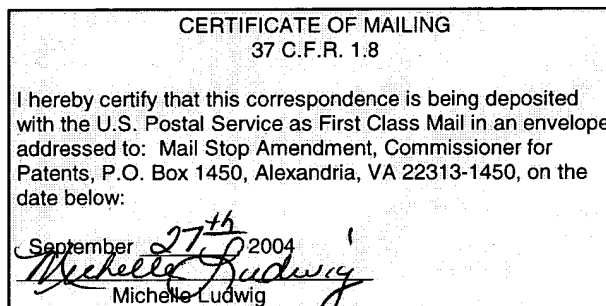 CERTIFICATE OF MAILING
37 C.F.R. 1.8
I hereby certify that this correspondence is being deposited
with the U.S. Postal Service as First Class Mail in an envelope
addressed to: Mail Stop Amendment, Commissioner for
Patents, P.O. Box 1450, Alexandria, VA 22313-1450, on the
date below:
September 27th, 2004
Michelle Ludwig
Michelle Ludwig